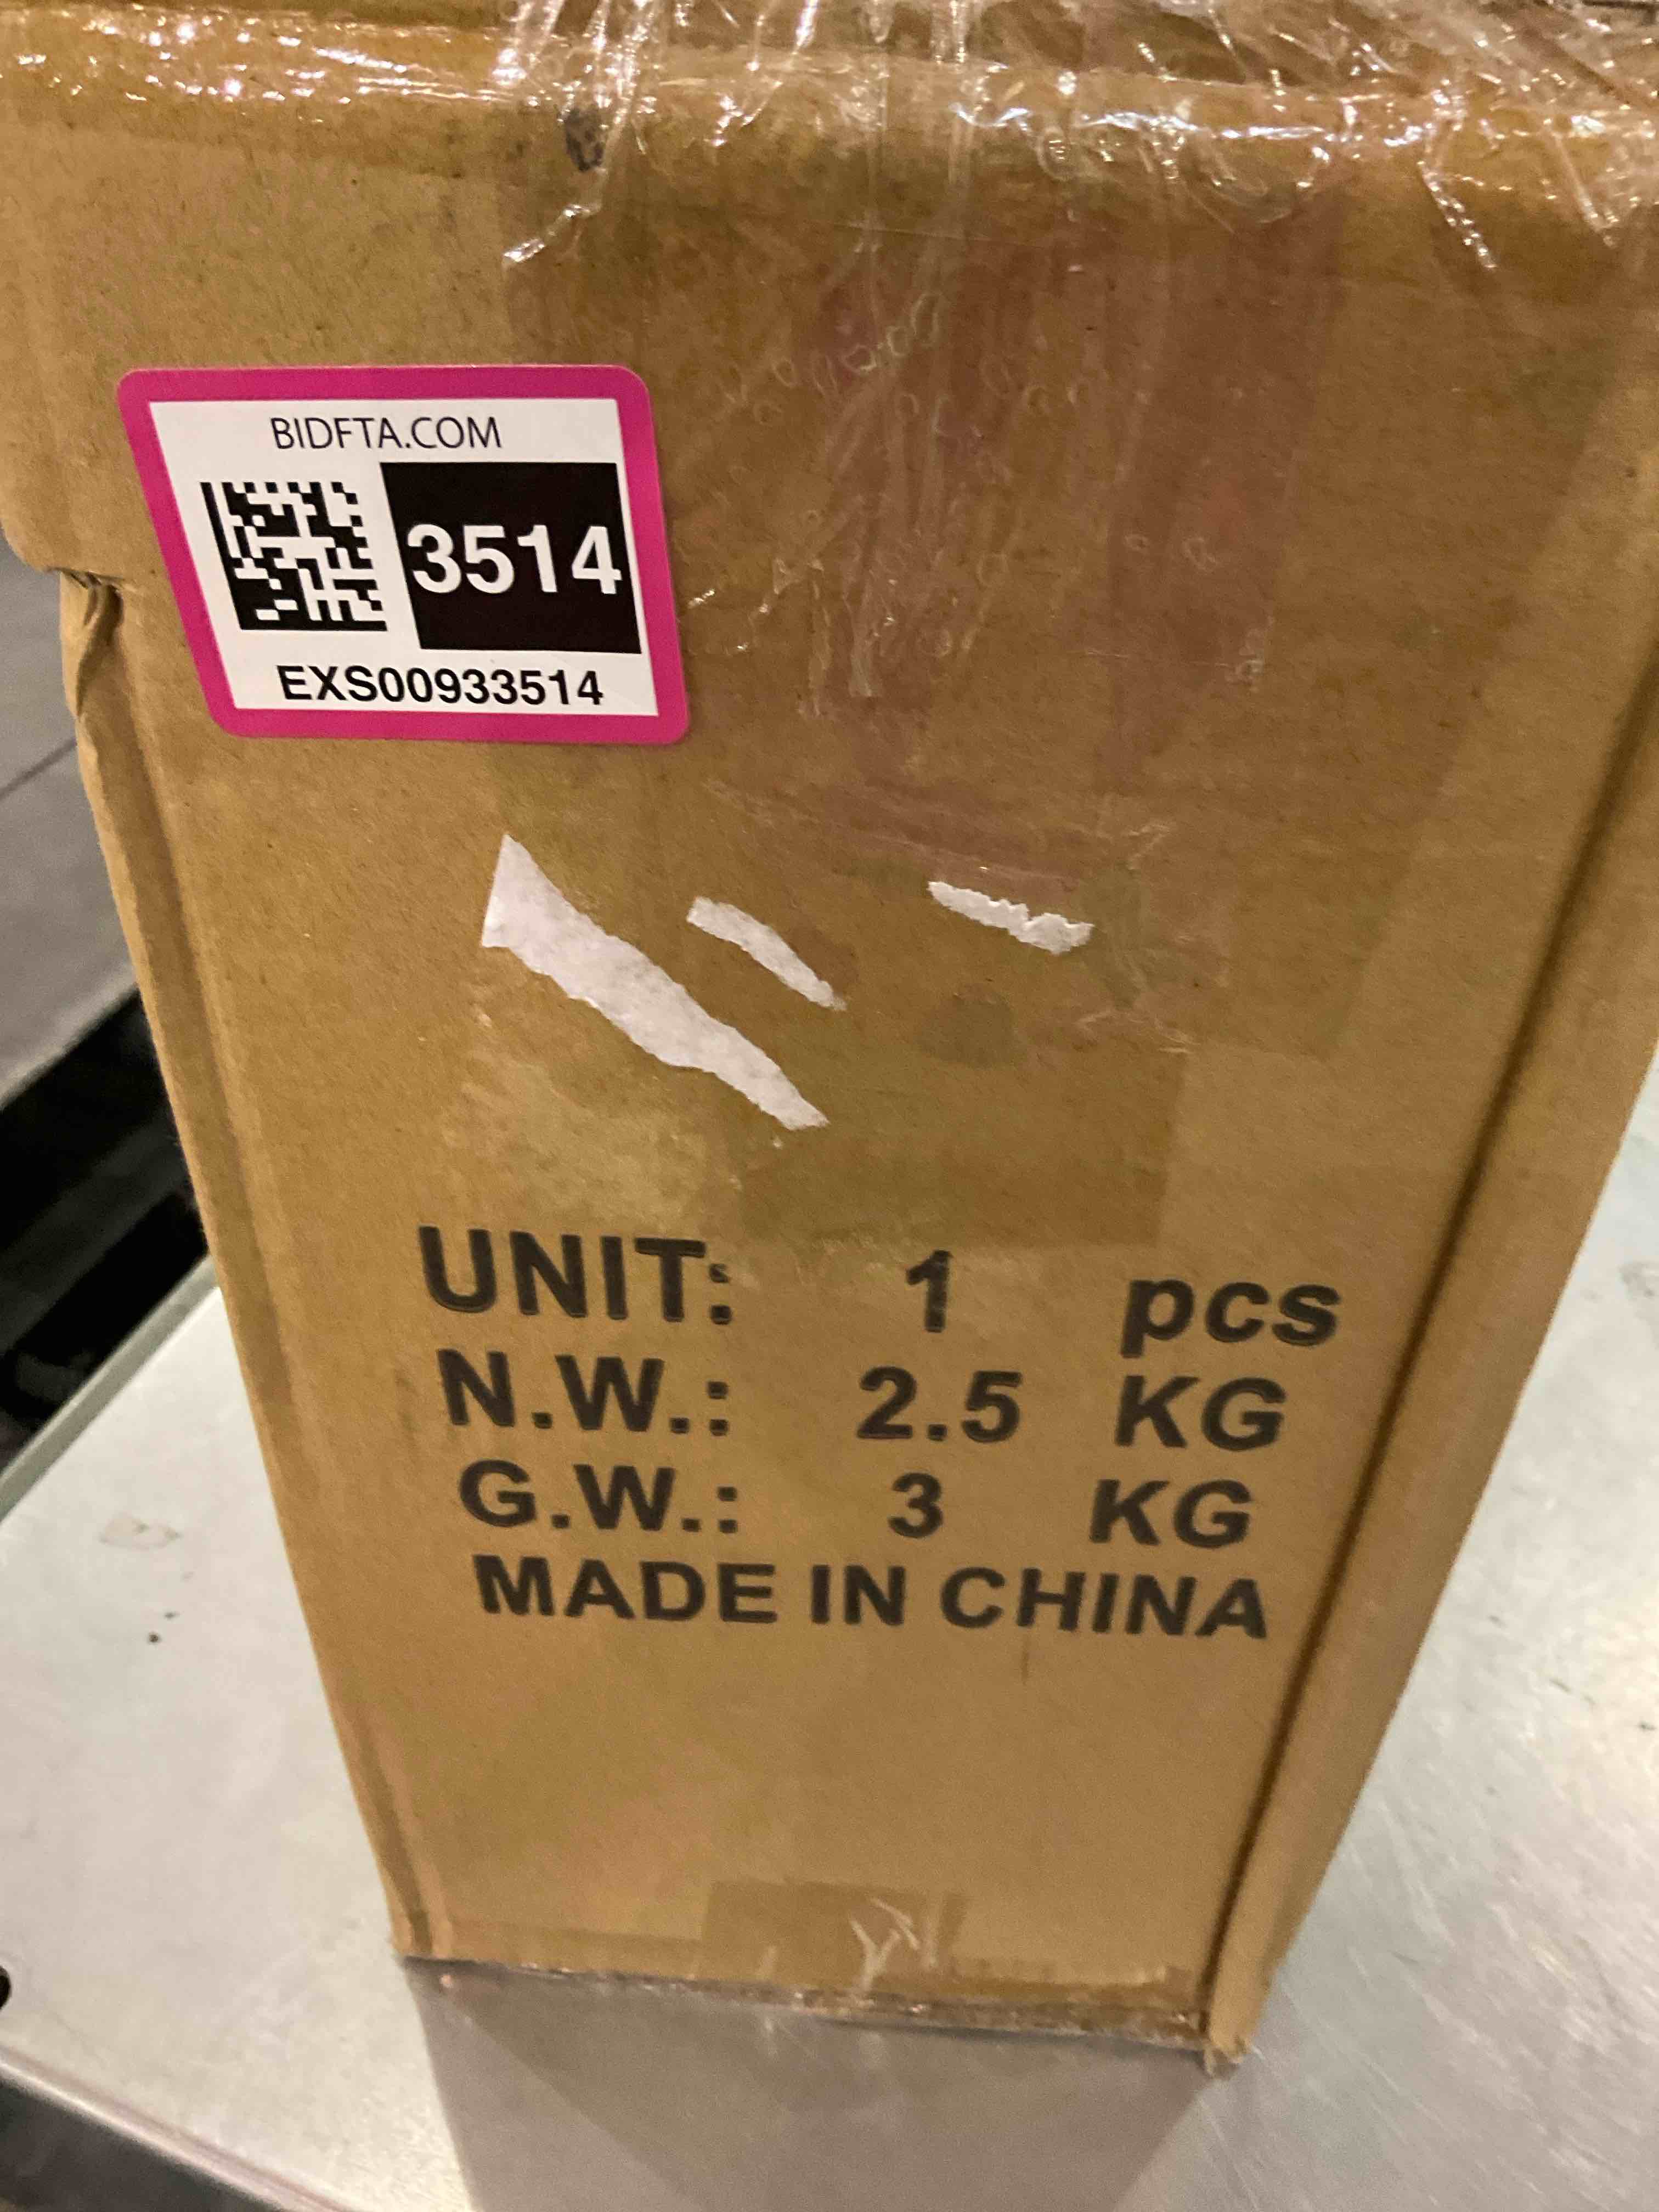 BIDFTA.COM
3514
EXS00933514
UNIT: 1 pcs
N.W.: 2.5 KG
G.W.: 3 KG
MADE IN CHINA